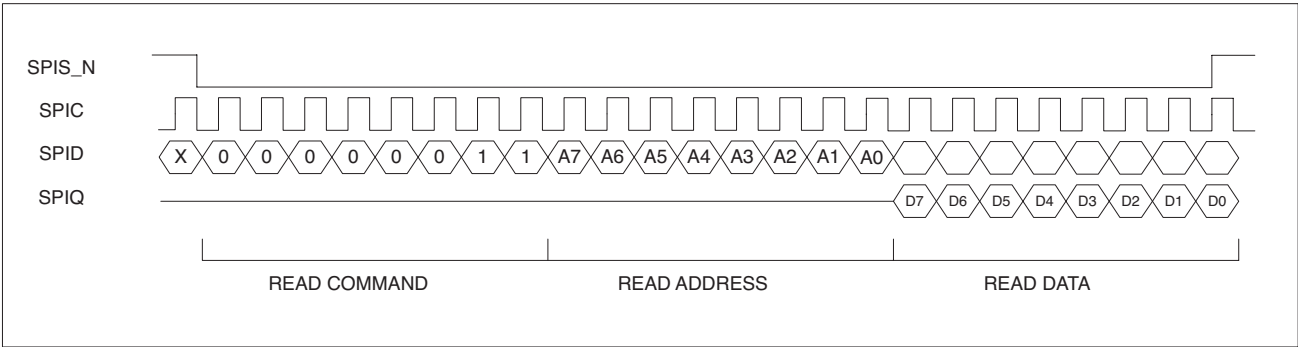 SPIS_N
SPIC
SPID X 0 0 0 0 0 0 1 1 A7 A6 A5 A4 A3 A2 A1 A0
SPIQ D7 D6 D5 D4 D3 D2 D1 D0
READ COMMAND READ ADDRESS READ DATA